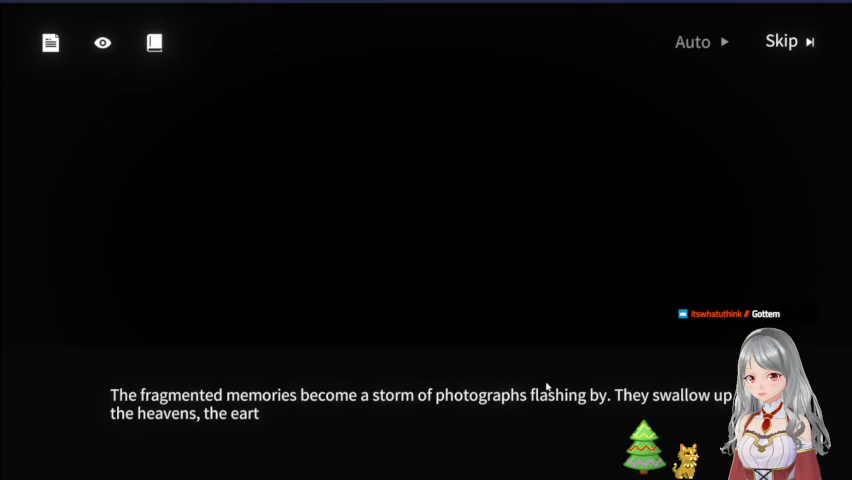 Auto
Skip
itswhatuthink // Gottem
The fragmented memories become a storm of photographs flashing by. They swallow up
the heavens, the eart